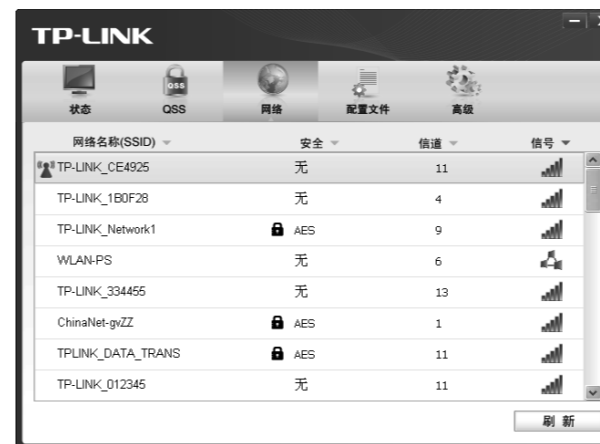 TP-LINK
QSS
状态 QSS 网络 配置文件 高级
网络名称(SSID) 安全 信道 信号
TP-LINK_CE4925 无 11
TP-LINK_1B0F28 无 4
TP-LINK_Network1 AES 9
WLAN-PS 无 6
TP-LINK_334455 无 13
ChinaNet-gvZZ AES 1
TPLINK_DATA_TRANS AES 11
TP-LINK_012345 无 11
刷 新